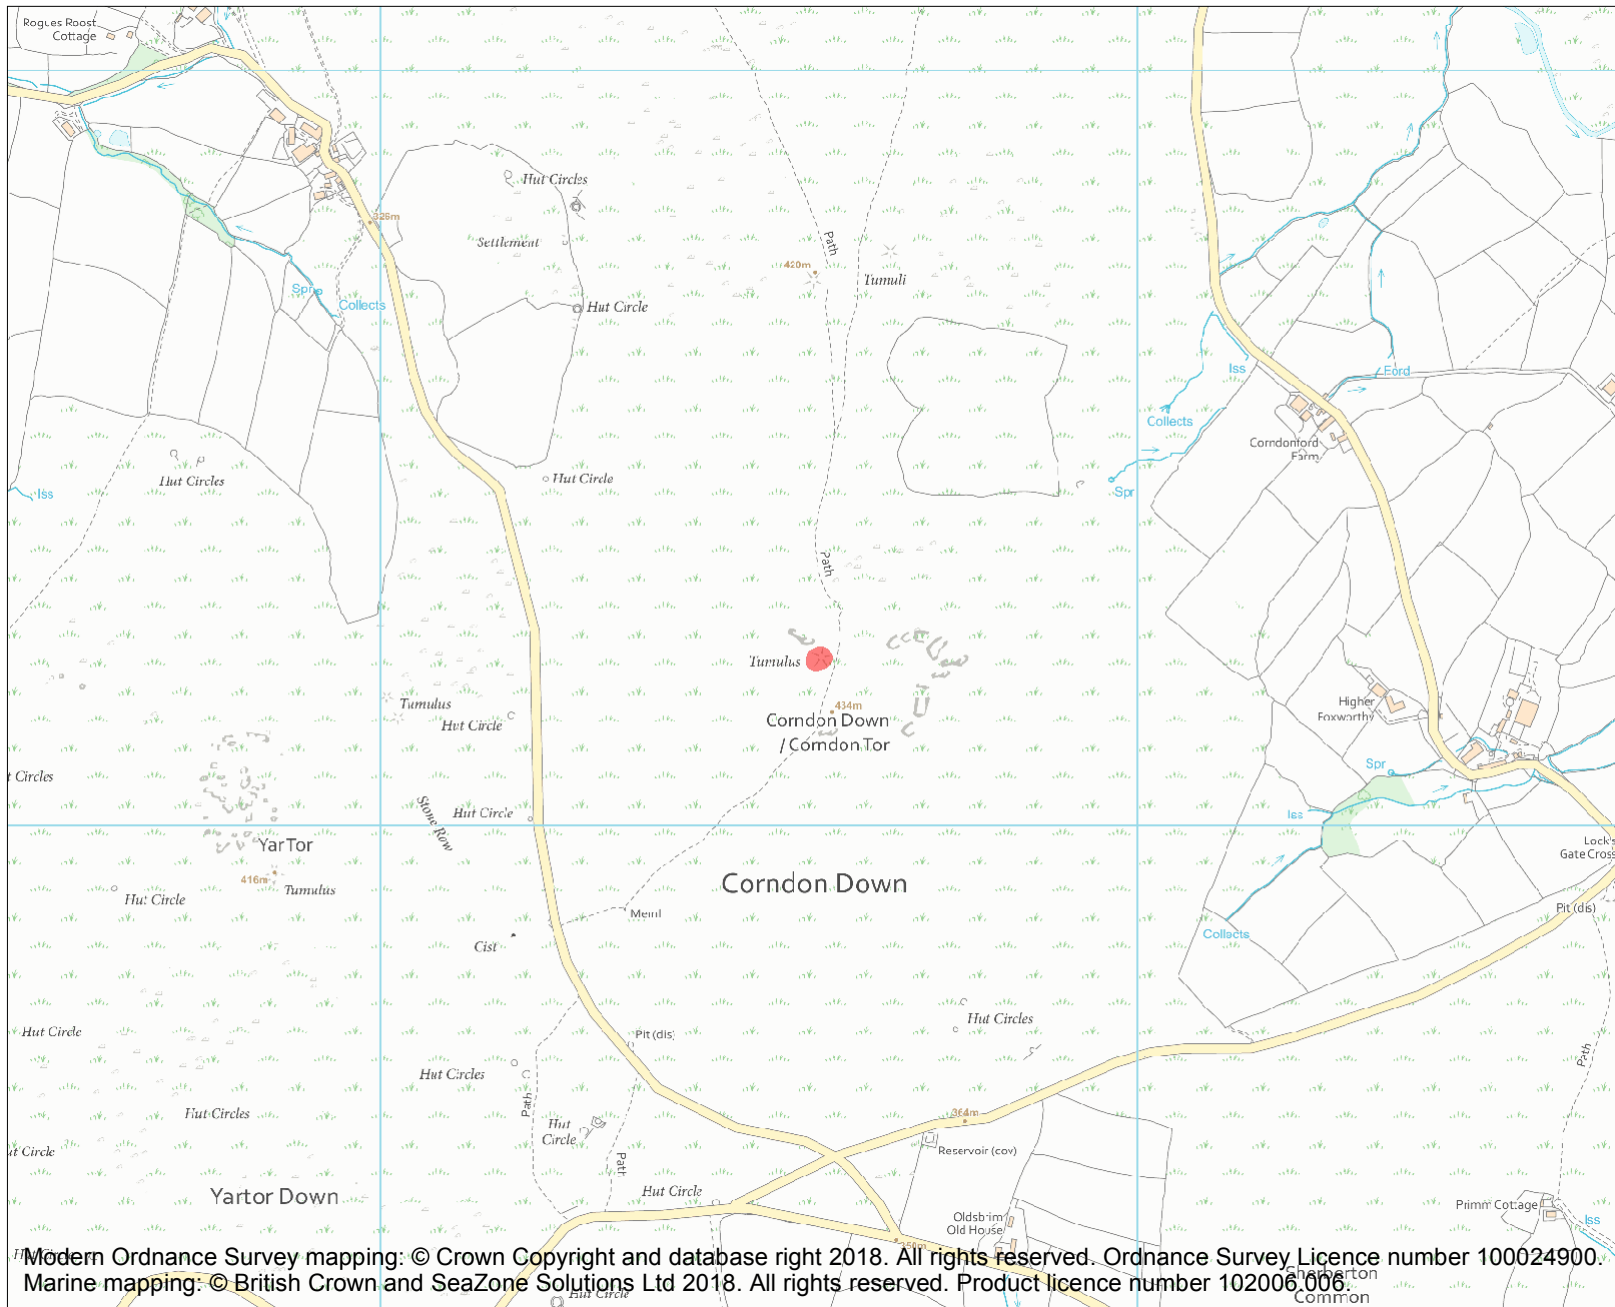 Rogues Roost
Cottage
Hut Circles
326m
Settlement
Path
420m
Tumuli
Spr
Collects
Hut Circle
Iss
Ford
Collects
Corndonford
Farm
Hut Circles
Hut Circle
Iss
Spr
Path
Tumulus
Tumulus
434m
Hut Circle
Corndon Down
/ Corndon Tor
Higher
Foxworthy
t Circles
Spr
Stone Row
Hut Circle
Iss
Yar Tor
Lock's
Gate Cross
416m
Tumulus
Corndon Down
Hut Circle
Meml
Pit (dis)
Cist
Collects
Hut Circle
Hut Circles
Pit (dis)
Path
Hut Circles
Path
Hut Circles
364m
Hut
Circle
ut Circle
Reservoir (cov)
Path
Hut Circle
Yartor Down
Primm Cottage
Oldsbrim
Old House
Iss
Modern Ordnance Survey mapping: © Crown Copyright and database right 2018. All rights reserved. Ordnance Survey Licence number 100024900.
Marine mapping: © British Crown and SeaZone Solutions Ltd 2018. All rights reserved. Product licence number 102006.006.
Sherberton
Common
Hut Circle